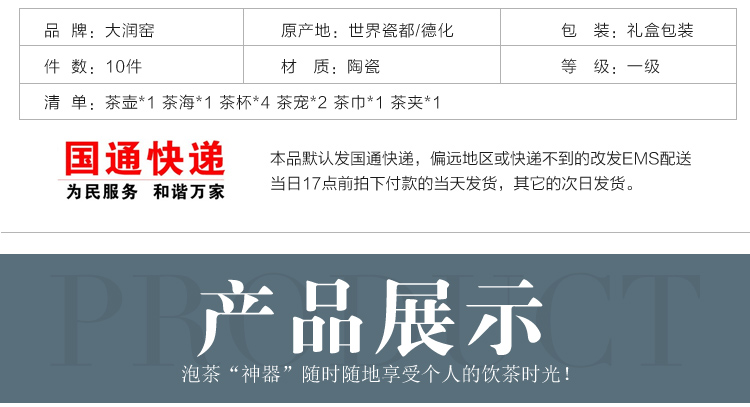 品 牌：大润窑 原产地：世界瓷都/德化 包 装：礼盒包装
件 数：10件 材 质：陶瓷 等 级：一级
清 单：茶壶*1 茶海*1 茶杯*4 茶宠*2 茶巾*1 茶夹*1
国通快递
为民服务 和谐万家
本品默认发国通快递，偏远地区或快递不到的改发EMS配送
当日17点前拍下付款的当天发货，其它的次日发货。
PRODUCT
产品展示
泡茶“神器”随时随地享受个人的饮茶时光！